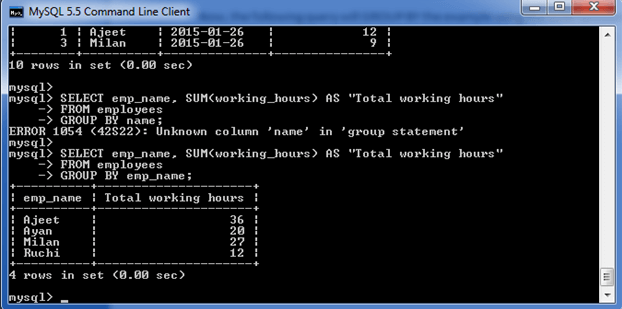 MySQL 5.5 Command Line Client
| 1 | Ajeet | 2015-01-26 | 12 |
| 3 | Milan | 2015-01-26 | 9 |
+--------+----------+--------------+---------------+
10 rows in set (0.00 sec)
mysql>
mysql> SELECT emp_name, SUM(working_hours) AS "Total working hours"
-> FROM employees
-> GROUP BY name;
ERROR 1054 (42S22): Unknown column 'name' in 'group statement'
mysql>
mysql> SELECT emp_name, SUM(working_hours) AS "Total working hours"
-> FROM employees
-> GROUP BY emp_name;
+----------+---------------------+
| emp_name | Total working hours |
+----------+---------------------+
| Ajeet | 36 |
| Ayan | 20 |
| Milan | 27 |
| Ruchi | 12 |
+----------+---------------------+
4 rows in set (0.00 sec)
mysql> _